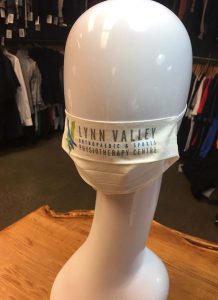 LYNN VALLEY
ORTHOPAEDIC & SPORTS
PHYSIOTHERAPY CENTRE